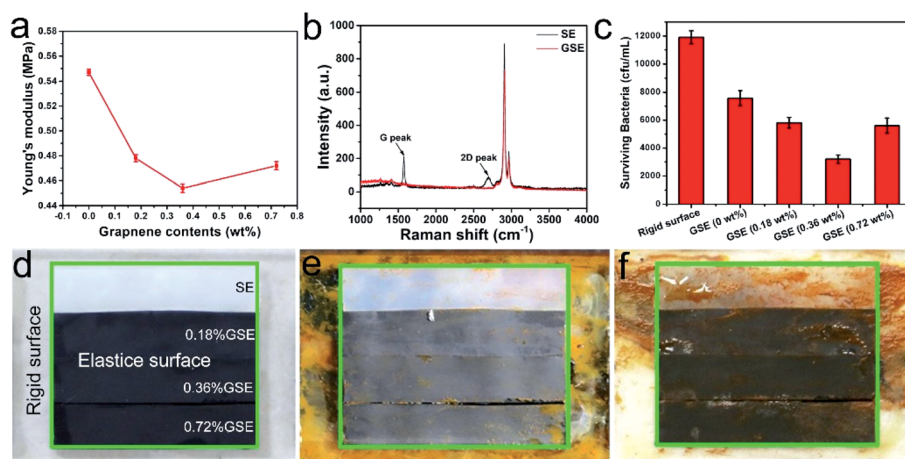 a
0.58
0.56
0.54
0.52
0.50
0.48
0.46
0.44
Young's modulus (MPa)
-0.1 0.0 0.1 0.2 0.3 0.4 0.5 0.6 0.7 0.8
Grapnene contents (wt%)
b
SE
GSE
1000
800
600
400
200
0
Intensity (a.u.)
G peak
2D peak
1000 1500 2000 2500 3000 3500 4000
Raman shift (cm-1)
c
12000
10000
8000
6000
4000
2000
0
Surviving Bacteria (cfu/mL)
Rigid surface
GSE (0 wt%)
GSE (0.18 wt%)
GSE (0.36 wt%)
GSE (0.72 wt%)
d
Rigid surface
SE
0.18%GSE
Elastice surface
0.36%GSE
0.72%GSE
e
f